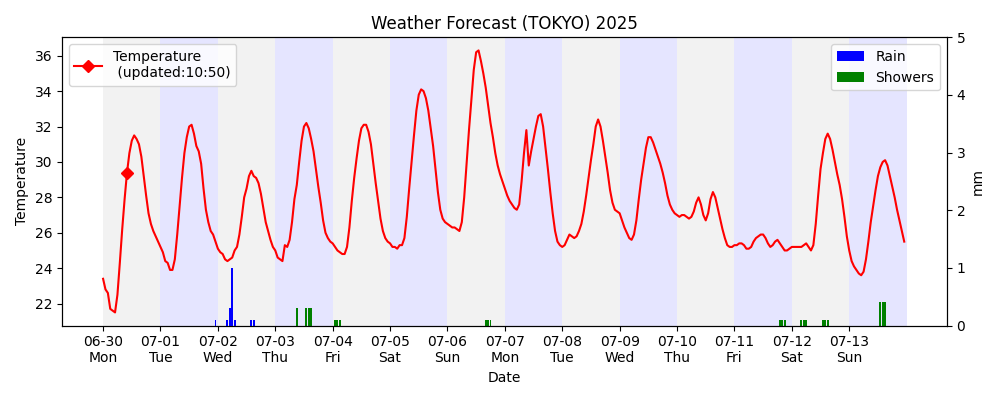 Weather Forecast (TOKYO) 2025
Temperature
(updated:10:50)
Rain
Showers
Temperature
36
34
32
30
28
26
24
22
5
4
3
2
1
0
mm
06-30 07-01 07-02 07-03 07-04 07-05 07-06 07-07 07-08 07-09 07-10 07-11 07-12 07-13
Mon Tue Wed Thu Fri Sat Sun Mon Tue Wed Thu Fri Sat Sun
Date